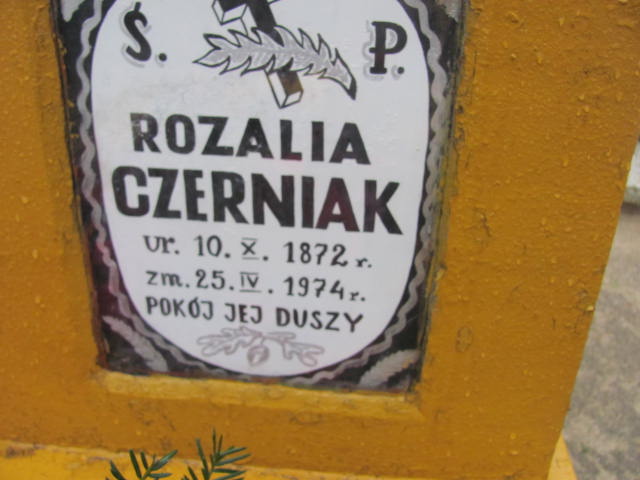 Ś. P.
ROZALIA
CZERNIAK
ur. 10. X. 1872 r.
zm. 25. IV. 1974 r.
POKÓJ JEJ DUSZY